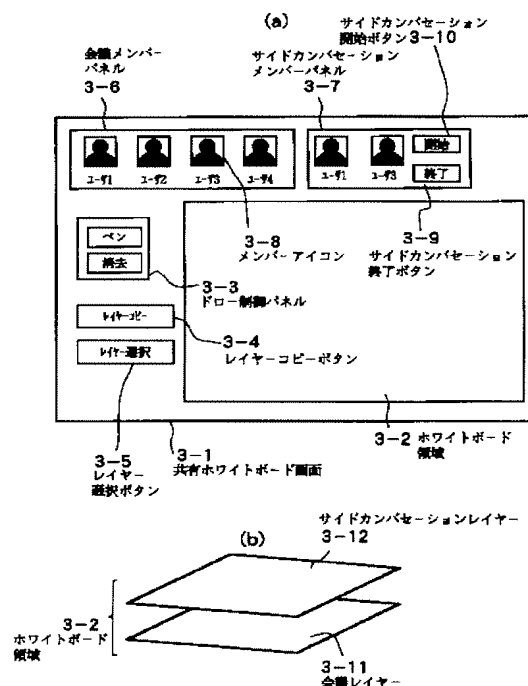 (a)
サイドカンバセーション
開始ボタン3-10
会議メンバー
パネル
3-6
サイドカンバセーション
メンバーパネル
3-7
開始
終了
ユーザ1 ユーザ2 ユーザ3 ユーザ4
ユーザ1 ユーザ3
3-8
メンバーアイコン
3-9
サイドカンバセーション
終了ボタン
ペン
消去
3-3
ドロー制御パネル
レイヤーコピー
3-4
レイヤーコピーボタン
レイヤー選択
3-5
レイヤー
選択ボタン
3-1
共有ホワイトボード画面
3-2 ホワイトボード
領域
(b)
サイドカンバセーションレイヤー
3-12
3-2
ホワイトボード
領域
3-11
会議レイヤー